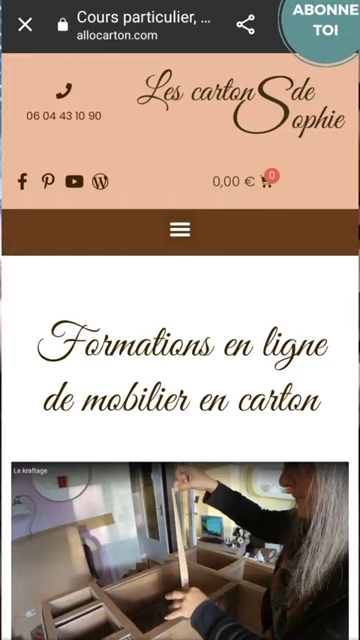 Cours particulier, ...
allocarton.com
ABONNE
TOI
Les cartonS de
Sophie
06 04 43 10 90
0,00 €
0
Formations en ligne
de mobilier en carton
Le kraftage